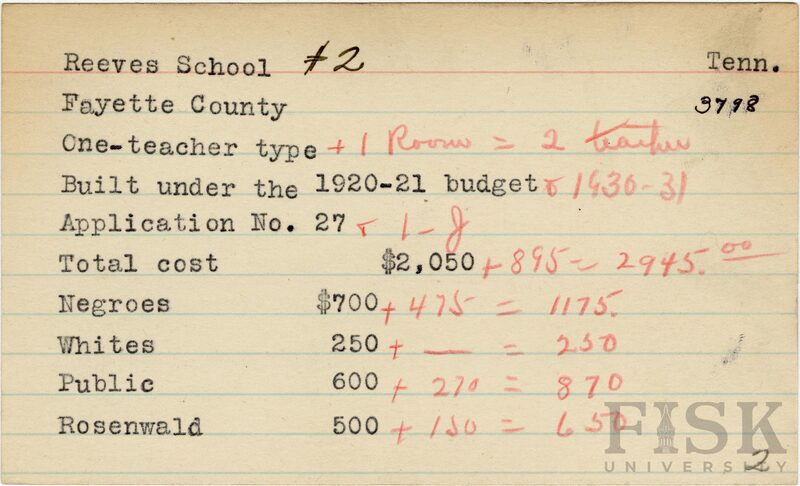 Reeves School #2 Tenn.
Fayette County 3798
One-teacher type + 1 Room = 2 teacher
Built under the 1920-21 budget & 1930-31
Application No. 27 & 1-J
Total cost $2,050 + 895 = 2945.00
Negroes $700 + 475 = 1175.
Whites 250 + — = 250
Public 600 + 270 = 870
Rosenwald 500 + 150 = 650
FISK
UNIVERSITY
2